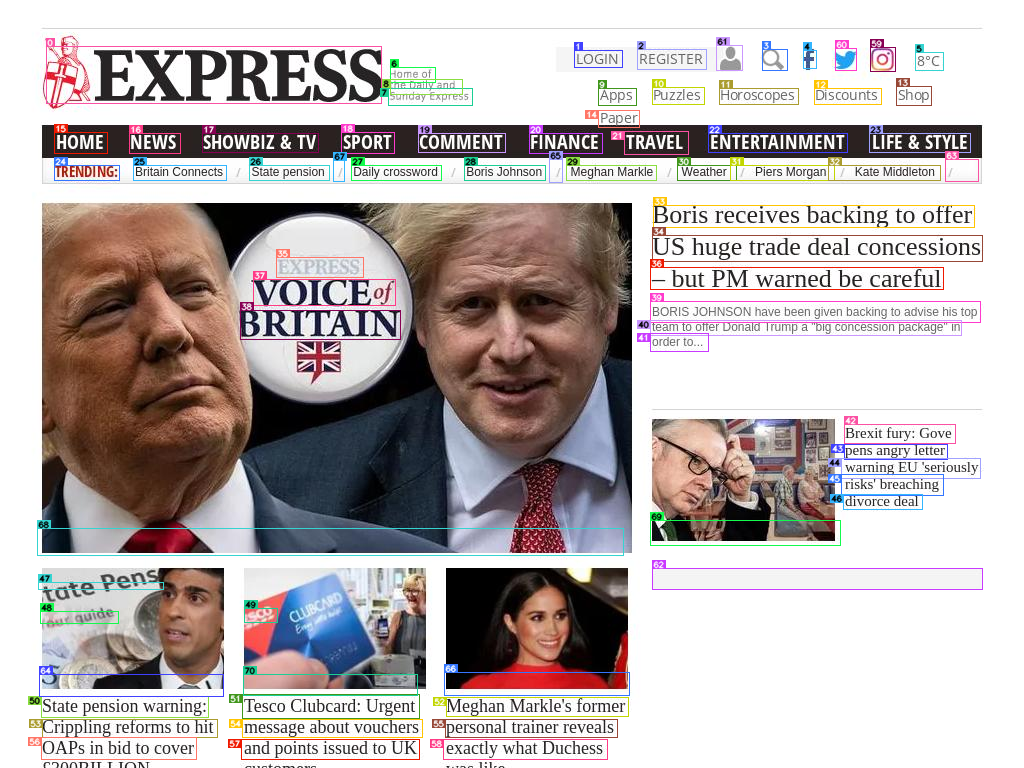 EXPRESS
Home of
the Daily and
Sunday Express
LOGIN
REGISTER
8°C
Apps
Puzzles
Horoscopes
Discounts
Shop
Paper
HOME
NEWS
SHOWBIZ & TV
SPORT
COMMENT
FINANCE
TRAVEL
ENTERTAINMENT
LIFE & STYLE
TRENDING:
Britain Connects / State pension / Daily crossword / Boris Johnson / Meghan Markle / Weather / Piers Morgan / Kate Middleton /
EXPRESS
VOICE of
BRITAIN
Boris receives backing to offer
US huge trade deal concessions
– but PM warned be careful
BORIS JOHNSON have been given backing to advise his top
team to offer Donald Trump a "big concession package" in
order to...
Brexit fury: Gove
pens angry letter
warning EU 'seriously
risks' breaching
divorce deal
tate Pens
our guide
State pension warning:
Crippling reforms to hit
OAPs in bid to cover
£200BILLION
CLUBCARD
Tesco Clubcard: Urgent
message about vouchers
and points issued to UK
customers
Meghan Markle's former
personal trainer reveals
exactly what Duchess
was like